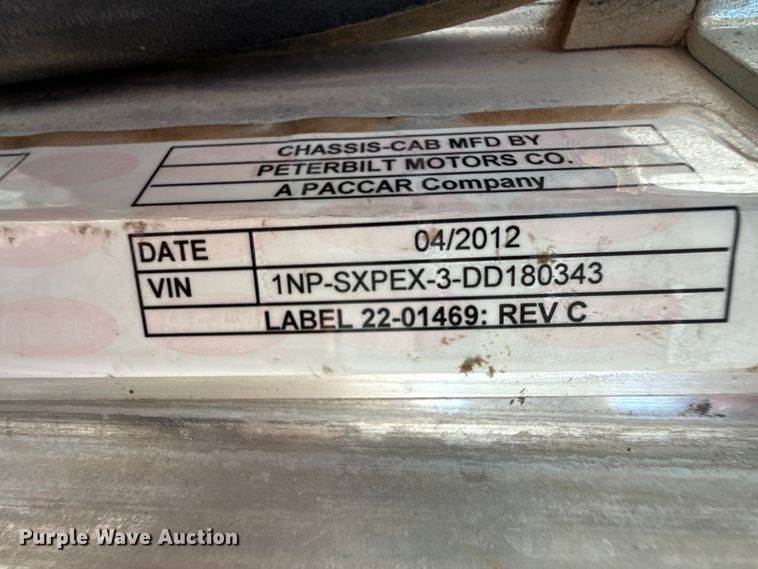 CHASSIS-CAB MFD BY
PETERBILT MOTORS CO.
A PACCAR Company
DATE 04/2012
VIN 1NP-SXPEX-3-DD180343
LABEL 22-01469: REV C
Purple Wave Auction